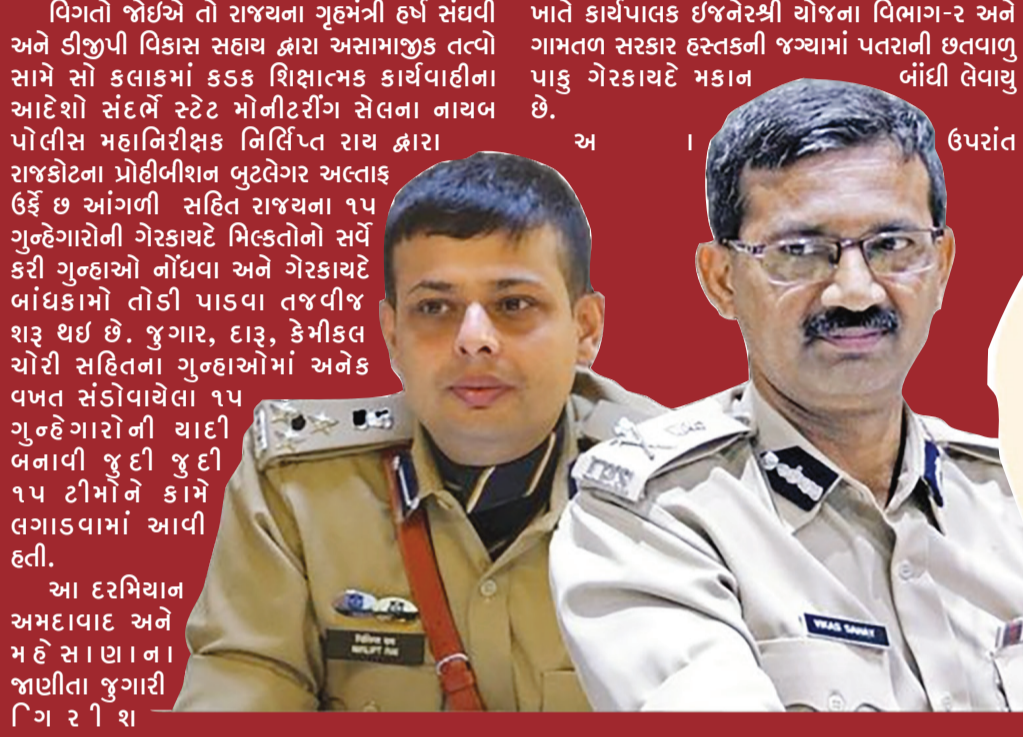 વિગતો જોઈએ તો રાજયના ગૃહમંત્રી હર્ષ સંઘવી
અને ડીજીપી વિકાસ સહાય દ્વારા અસામાજીક તત્વો
સામે સો કલાકમાં કડક શિક્ષાત્મક કાર્યવાહીના
આદેશો સંદર્ભે સ્ટેટ મોનીટરીંગ સેલના નાયબ
પોલીસ મહાનિરીક્ષક નિર્લિપ્ત રાય દ્વારા
રાજકોટના પ્રોહીબીશન બુટલેગર અલ્તાફ
ઉર્ફે છ આંગળી સહિત રાજયના ૧૫
ગુન્હેગારોની ગેરકાયદે મિલ્કતોનો સર્વે
કરી ગુન્હાઓ નોંધવા અને ગેરકાયદે
બાંધકામો તોડી પાડવા તજવીજ
શરૂ થઇ છે. જુગાર, દારૂ, કેમીકલ
ચોરી સહિતના ગુન્હાઓમાં અનેક
વખત સંડોવાયેલા ૧૫
ગુન્હેગારોની યાદી
બનાવી જુદી જુદી
૧૫ ટીમોને કામે
લગાડવામાં આવી
હતી.
આ દરમિયાન
અમદાવાદ અને
મહેસાણાના
જાણીતા જુગારી
ગિરીશ
ખાતે કાર્યપાલક ઇજનેરશ્રી યોજના વિભાગ-ર અને
ગામતળ સરકાર હસ્તકની જગ્યામાં પતરાની છતવાળુ
પાકુ ગેરકાયદે મકાન બાંધી લેવાયુ
છે.
આ ઉપરાંત
NIRLIPT RAI
VIKAS SAHAY